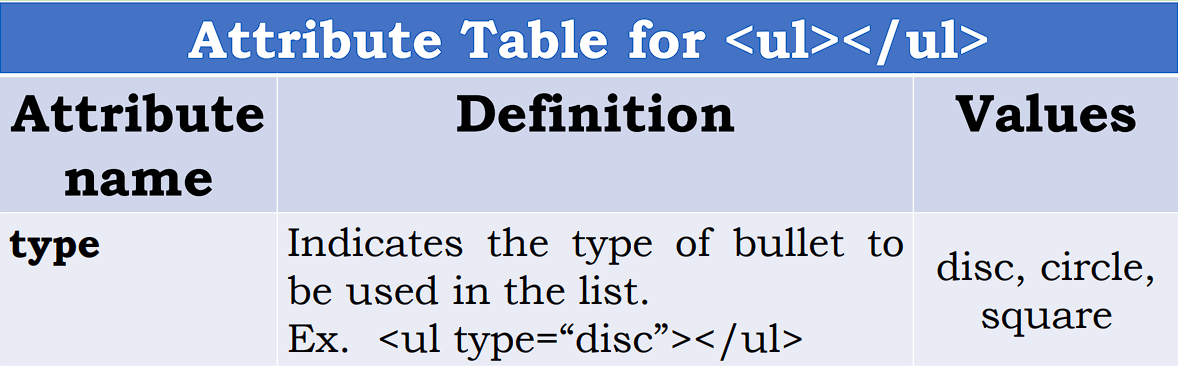 Attribute Table for <ul></ul>
Attribute
name
Definition
Values
type
Indicates the type of bullet to
be used in the list.
Ex.  <ul type=“disc”></ul>
disc, circle,
square